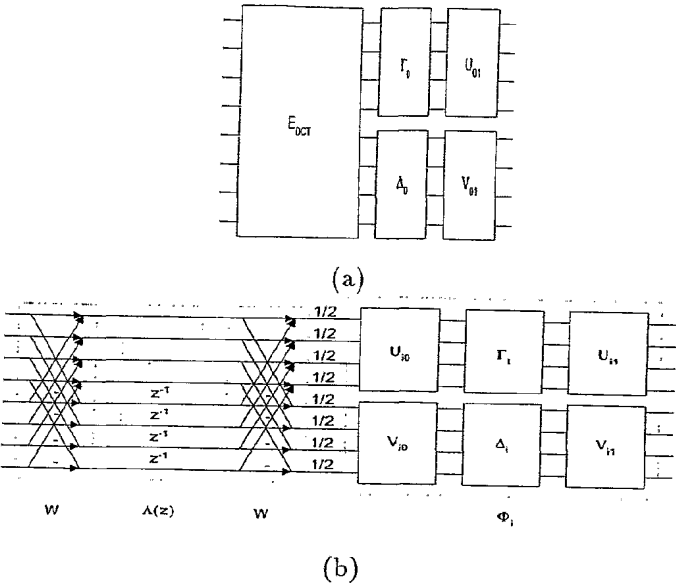 E_DCT Γ_0 U_01
Δ_0 V_01
(a)
1/2
1/2
1/2 U_i0 Γ_i U_i1
z^-1 1/2
z^-1 1/2
z^-1 1/2 V_i0 Δ_i V_i1
z^-1 1/2
1/2
W Λ(z) W Φ_i
(b)